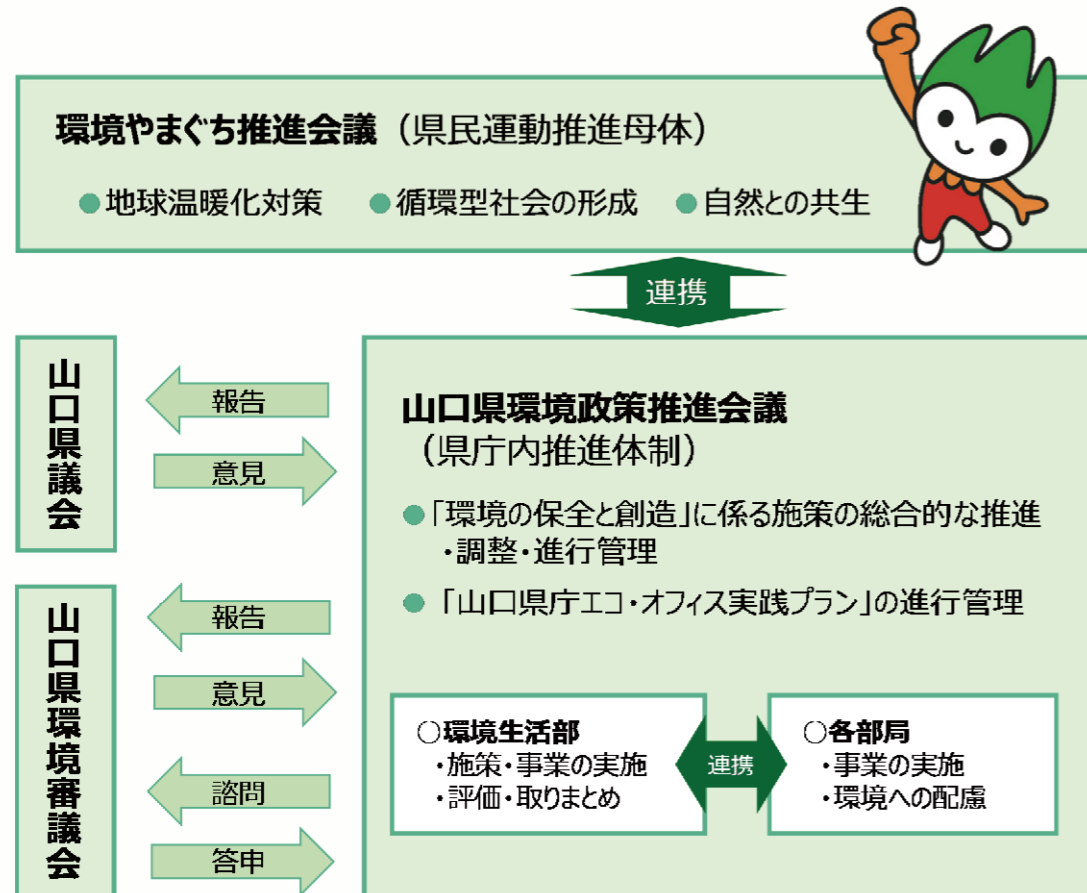 環境やまぐち推進会議（県民運動推進母体）
●地球温暖化対策 ●循環型社会の形成 ●自然との共生
連携
山口県議会
報告
意見
山口県環境審議会
報告
意見
諮問
答申
山口県環境政策推進会議
（県庁内推進体制）
●「環境の保全と創造」に係る施策の総合的な推進
・調整・進行管理
●「山口県庁エコ・オフィス実践プラン」の進行管理
○環境生活部
・施策・事業の実施
・評価・取りまとめ
連携
○各部局
・事業の実施
・環境への配慮